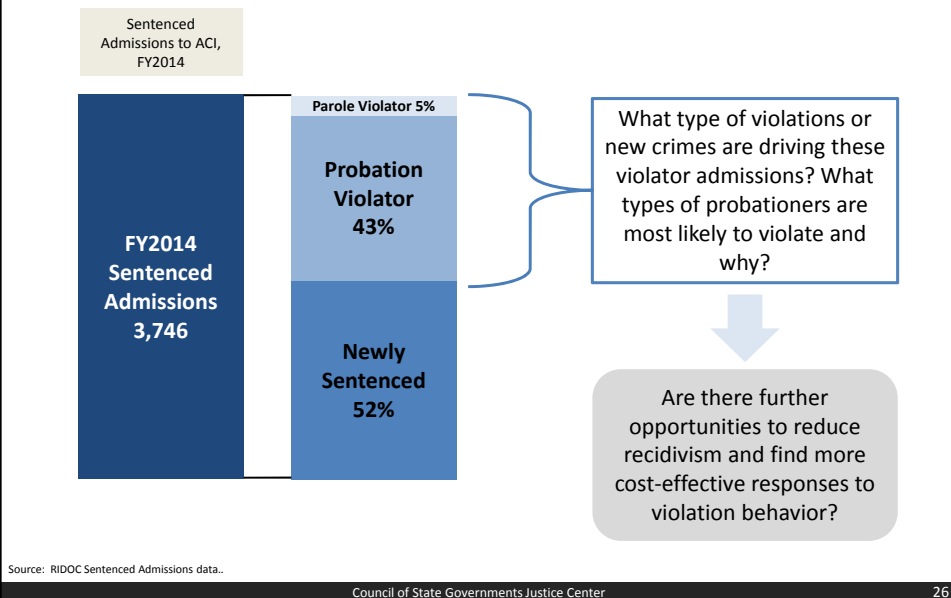 Sentenced
Admissions to ACI,
FY2014
FY2014
Sentenced
Admissions
3,746
Parole Violator 5%
Probation
Violator
43%
Newly
Sentenced
52%
What type of violations or
new crimes are driving these
violator admissions? What
types of probationers are
most likely to violate and
why?
Are there further
opportunities to reduce
recidivism and find more
cost-effective responses to
violation behavior?
Source: RIDOC Sentenced Admissions data..
Council of State Governments Justice Center
26